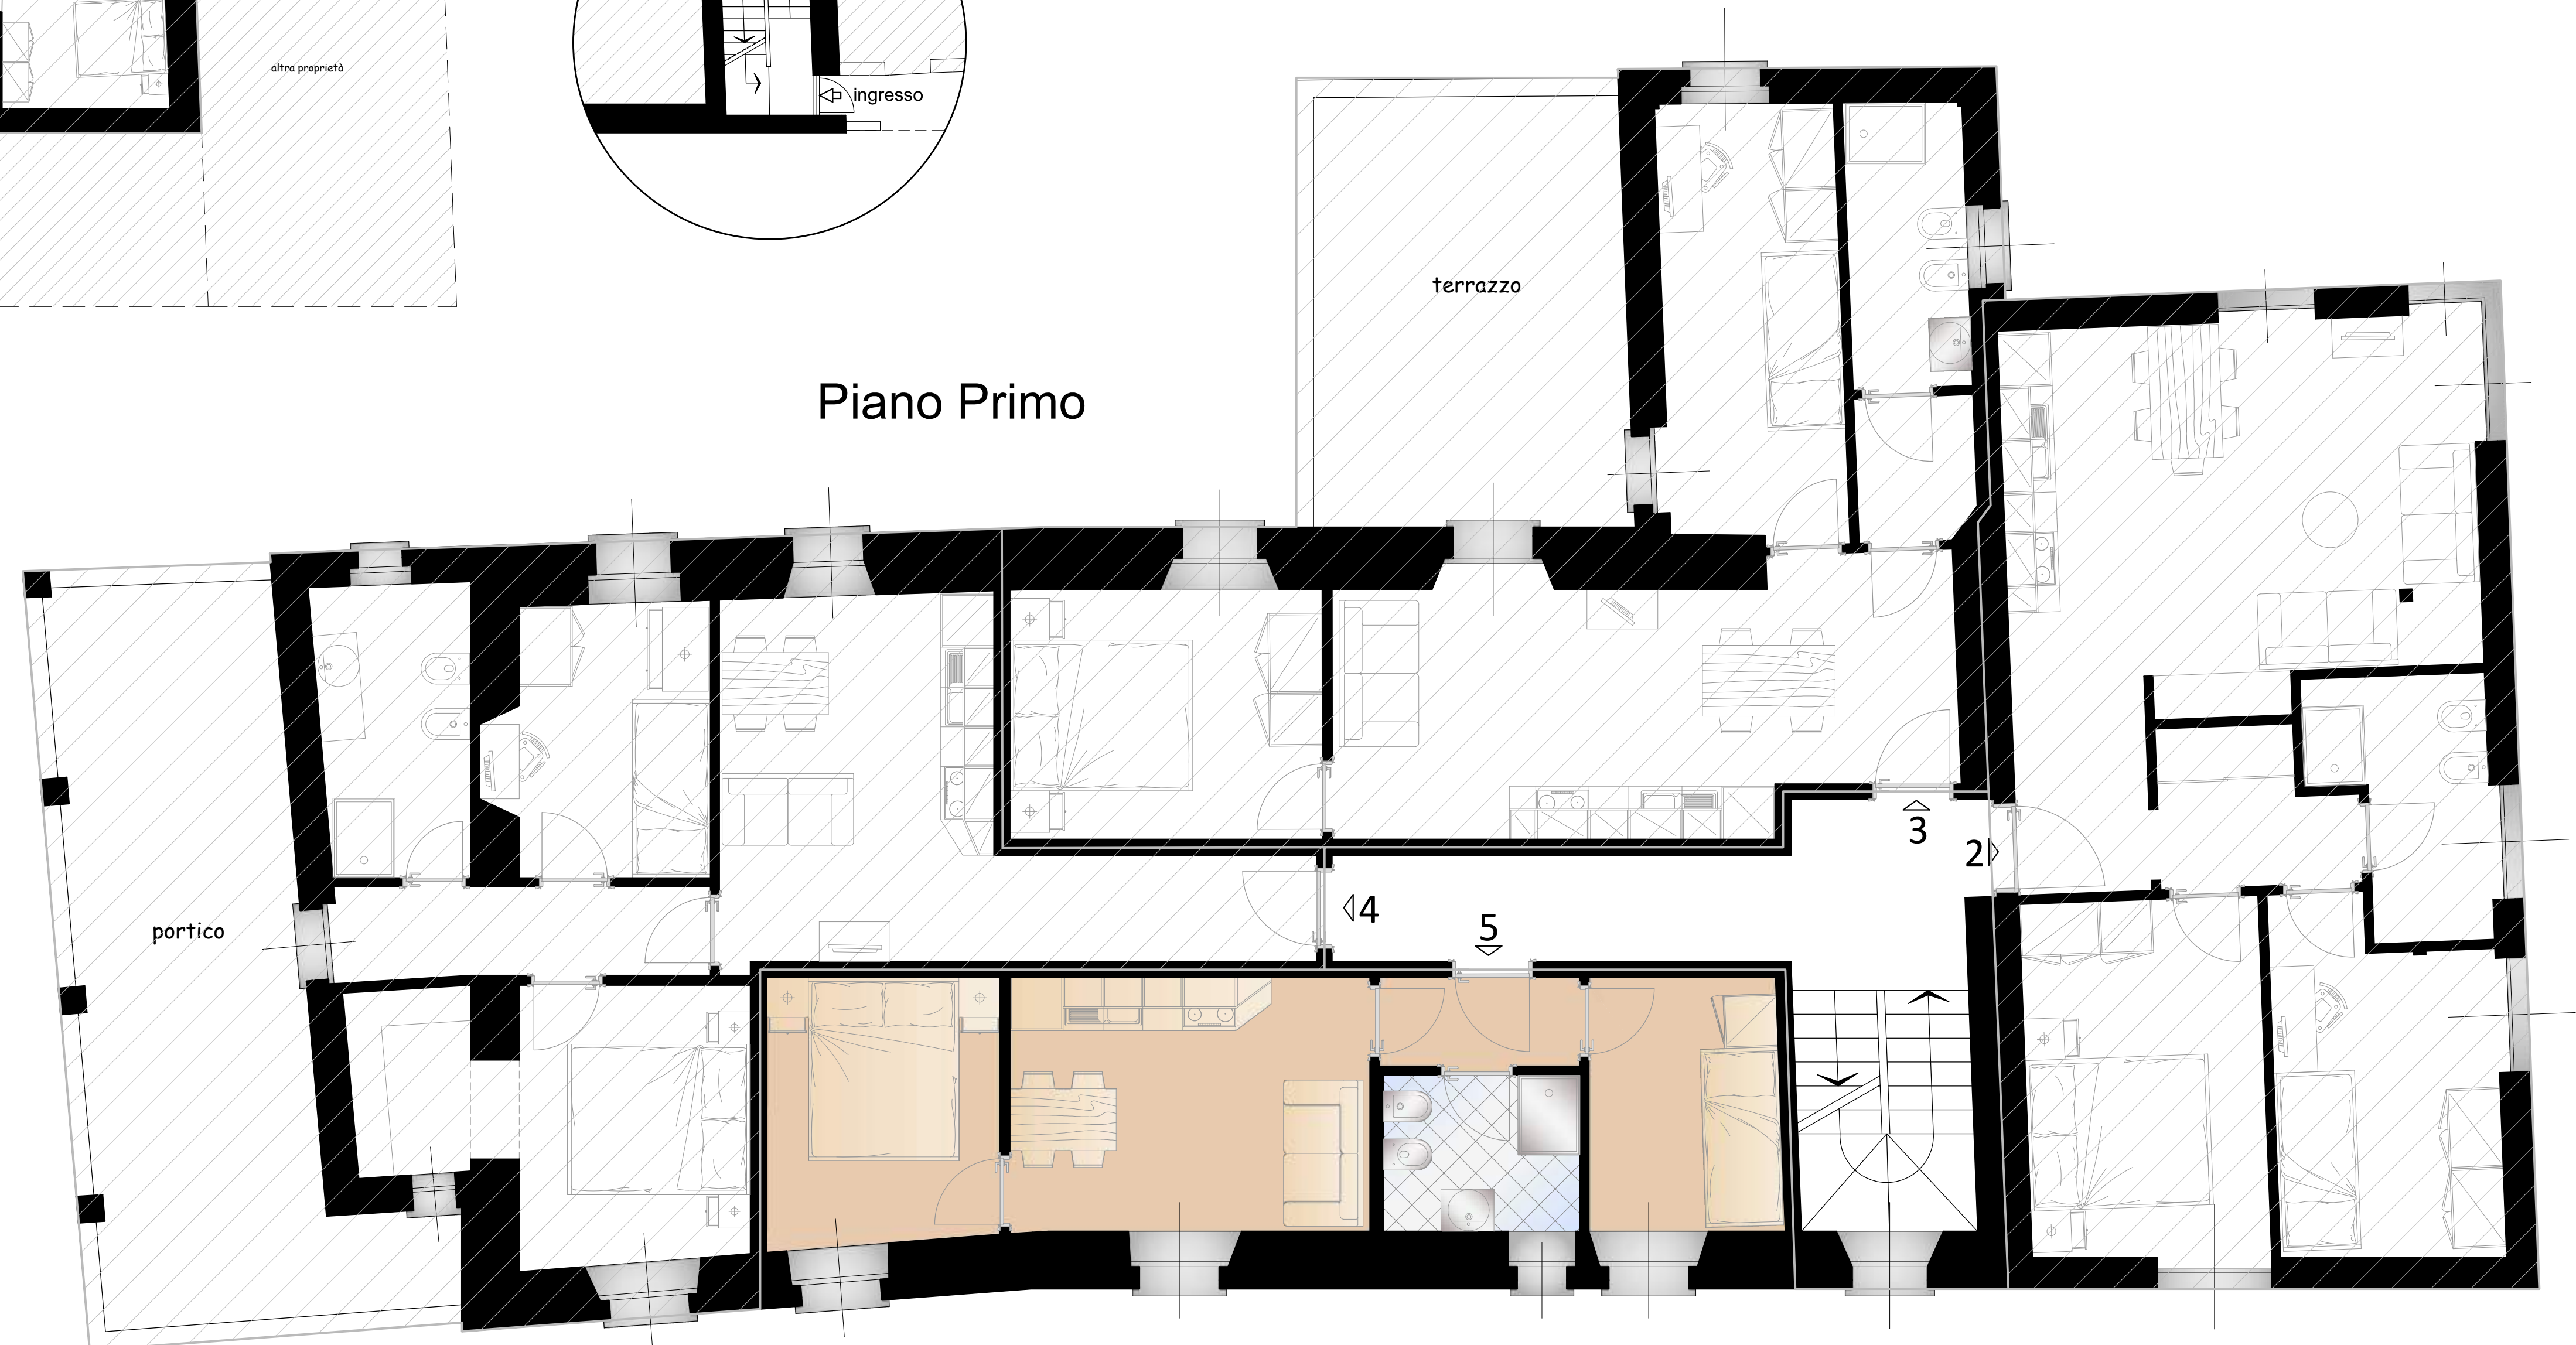 altra proprietà
ingresso
terrazzo
Piano Primo
3
2
4
5
portico